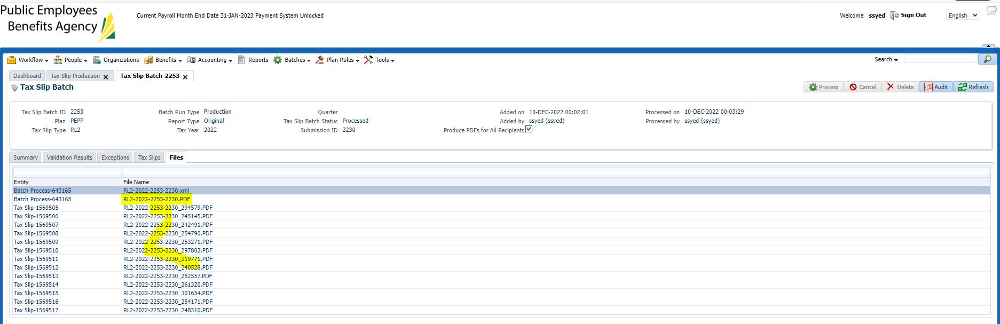 Public Employees
Benefits Agency
Current Payroll Month End Date 31-JAN-2023 Payment System Unlocked
Welcome ssyed Sign Out English
Workflow People Organizations Benefits Accounting Reports Batches Plan Rules Tools Search
Dashboard Tax Slip Production Tax Slip Batch-2253
Tax Slip Batch Process Cancel Delete Audit Refresh
Tax Slip Batch ID 2253 Batch Run Type Production Quarter Added on 10-DEC-2022 00:02:01 Processed on 10-DEC-2022 00:03:29
Plan PEPP Report Type Original Tax Slip Batch Status Processed Added by ssyed (ssyed) Processed by ssyed (ssyed)
Tax Slip Type RL2 Tax Year 2022 Submission ID 2230 Produce PDFs for All Recipients
Summary Validation Results Exceptions Tax Slips Files
Entity File Name
Batch Process-643165 RL2-2022-2253-2230.xml
Batch Process-643165 RL2-2022-2253-2230.PDF
Tax Slip-1569505 RL2-2022-2253-2230_294579.PDF
Tax Slip-1569506 RL2-2022-2253-2230_245145.PDF
Tax Slip-1569507 RL2-2022-2253-2230_242491.PDF
Tax Slip-1569508 RL2-2022-2253-2230_254790.PDF
Tax Slip-1569509 RL2-2022-2253-2230_253271.PDF
Tax Slip-1569510 RL2-2022-2253-2230_297802.PDF
Tax Slip-1569511 RL2-2022-2253-2230_319771.PDF
Tax Slip-1569512 RL2-2022-2253-2230_240528.PDF
Tax Slip-1569513 RL2-2022-2253-2230_252557.PDF
Tax Slip-1569514 RL2-2022-2253-2230_261320.PDF
Tax Slip-1569515 RL2-2022-2253-2230_301654.PDF
Tax Slip-1569516 RL2-2022-2253-2230_254171.PDF
Tax Slip-1569517 RL2-2022-2253-2230_248310.PDF